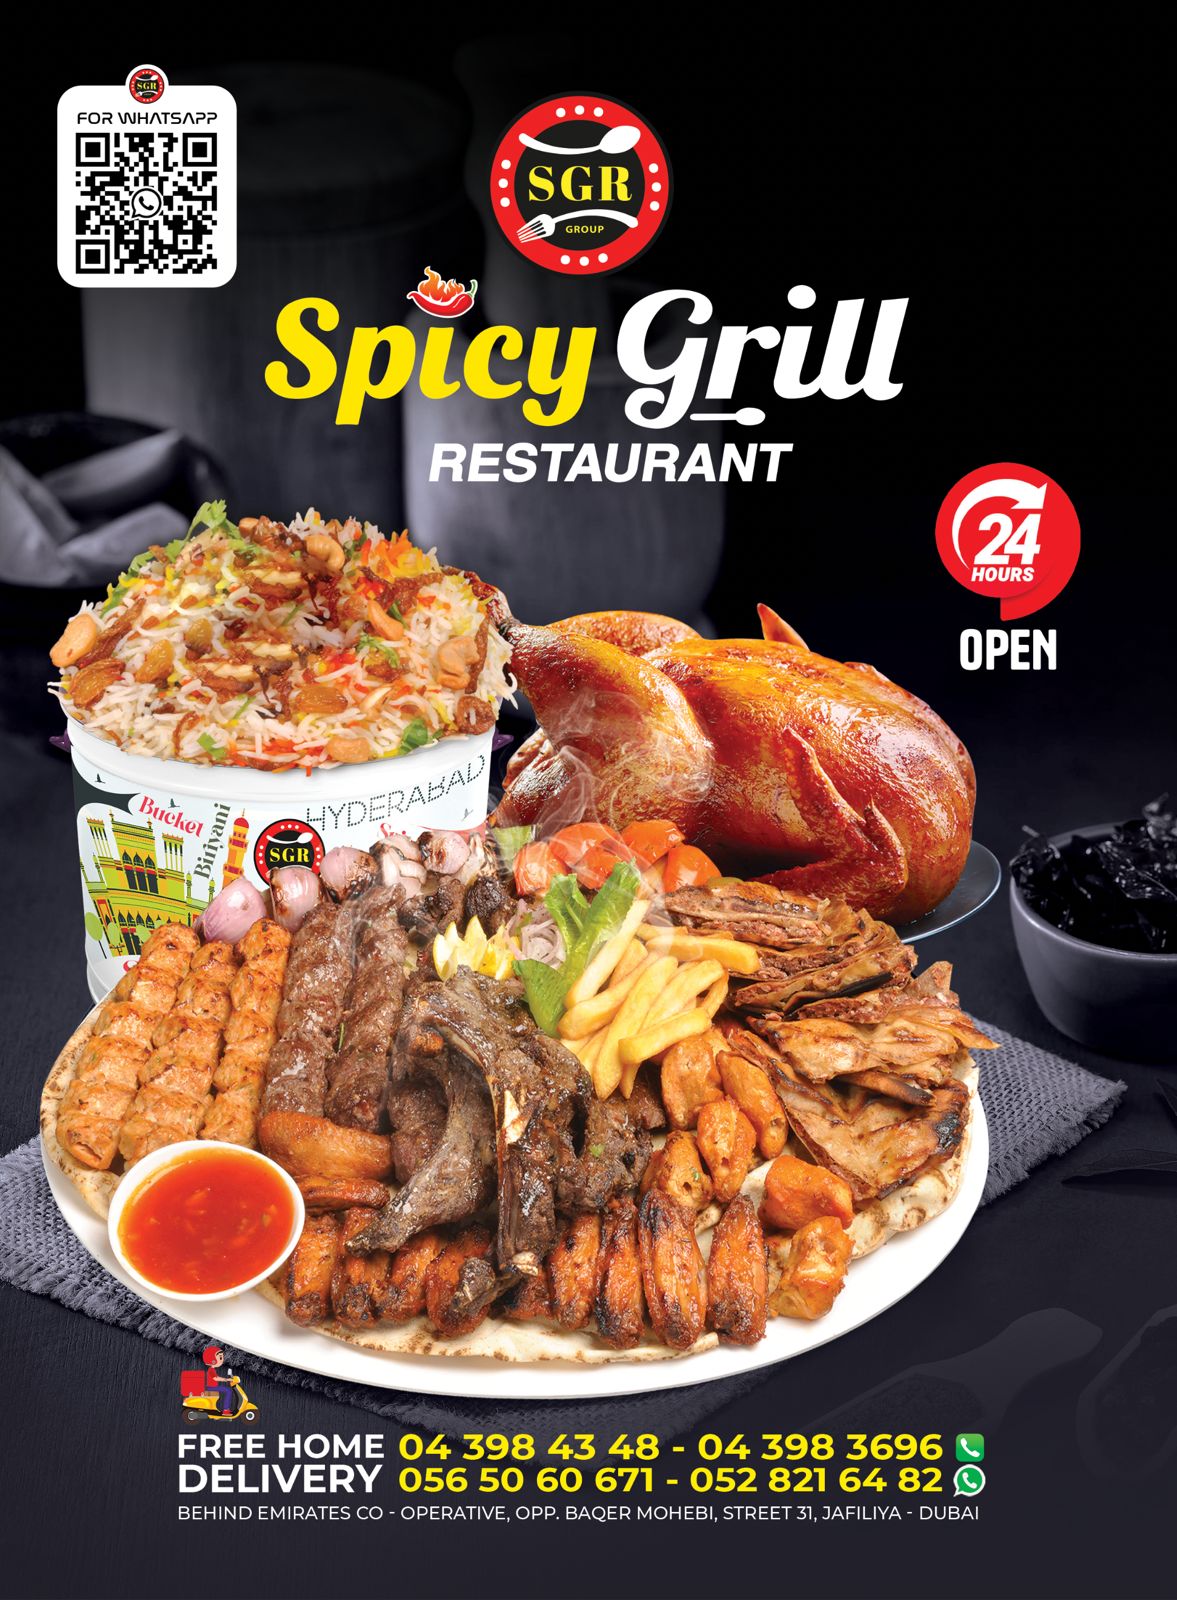 SGR
FOR WHATSAPP
SGR
GROUP
Spicy Grill
RESTAURANT
24
HOURS
OPEN
HYDERABAD
Bucket
Biriyani
SGR
FREE HOME
DELIVERY
04 398 43 48 - 04 398 3696
056 50 60 671 - 052 821 64 82
BEHIND EMIRATES CO - OPERATIVE, OPP. BAQER MOHEBI, STREET 31, JAFILIYA - DUBAI